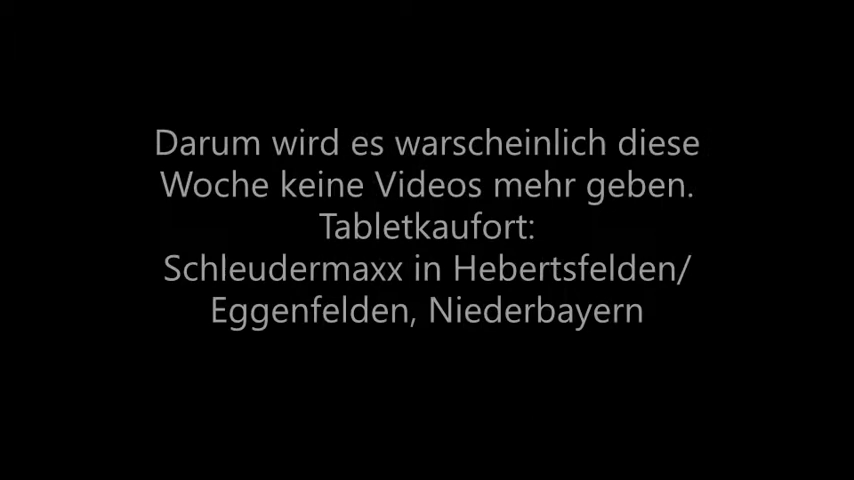 Darum wird es warscheinlich diese
Woche keine Videos mehr geben.
Tabletkaufort:
Schleudermaxx in Hebertsfelden/
Eggenfelden, Niederbayern